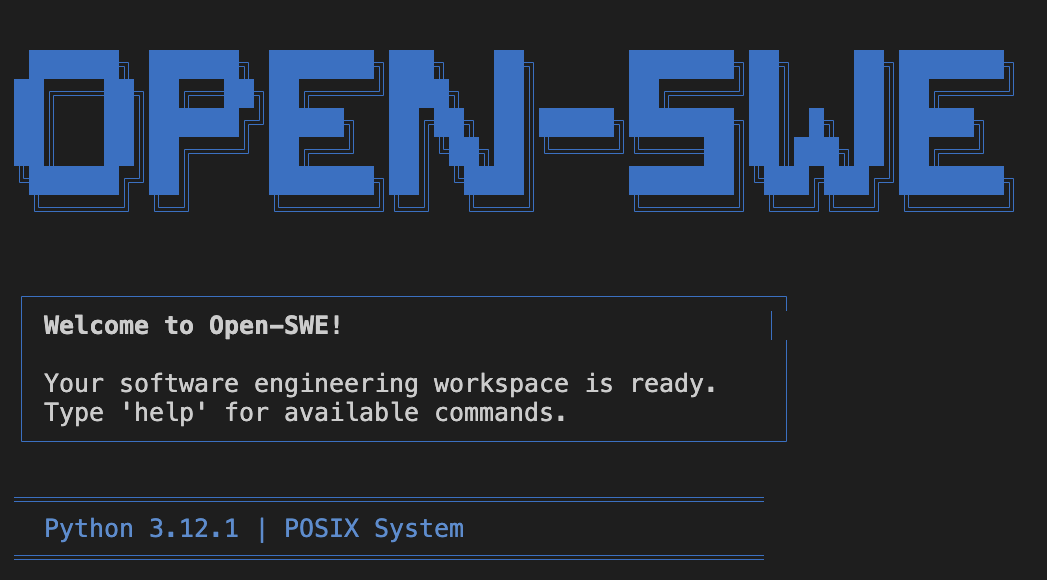 OPEN-SWE
Welcome to Open-SWE!
Your software engineering workspace is ready.
Type 'help' for available commands.
Python 3.12.1 | POSIX System